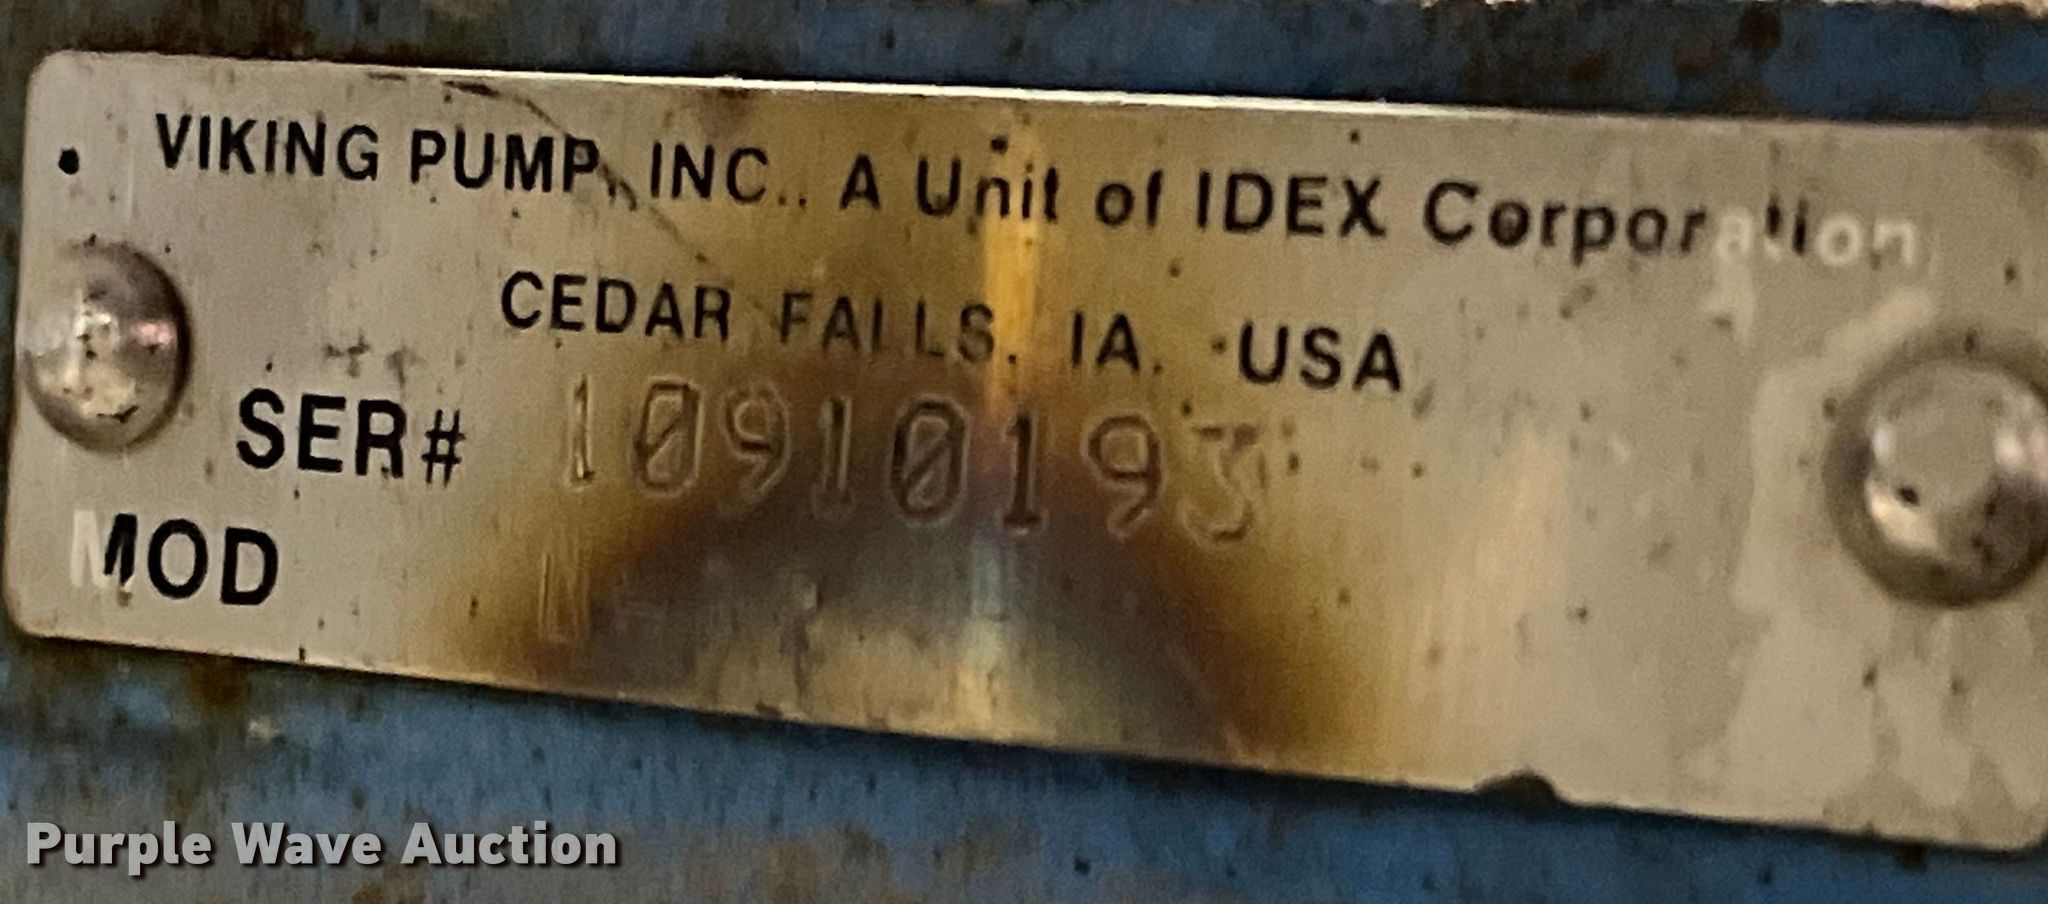 VIKING PUMP, INC., A Unit of IDEX Corporation
CEDAR FALLS, IA. USA
SER# 10910193
MOD
Purple Wave Auction